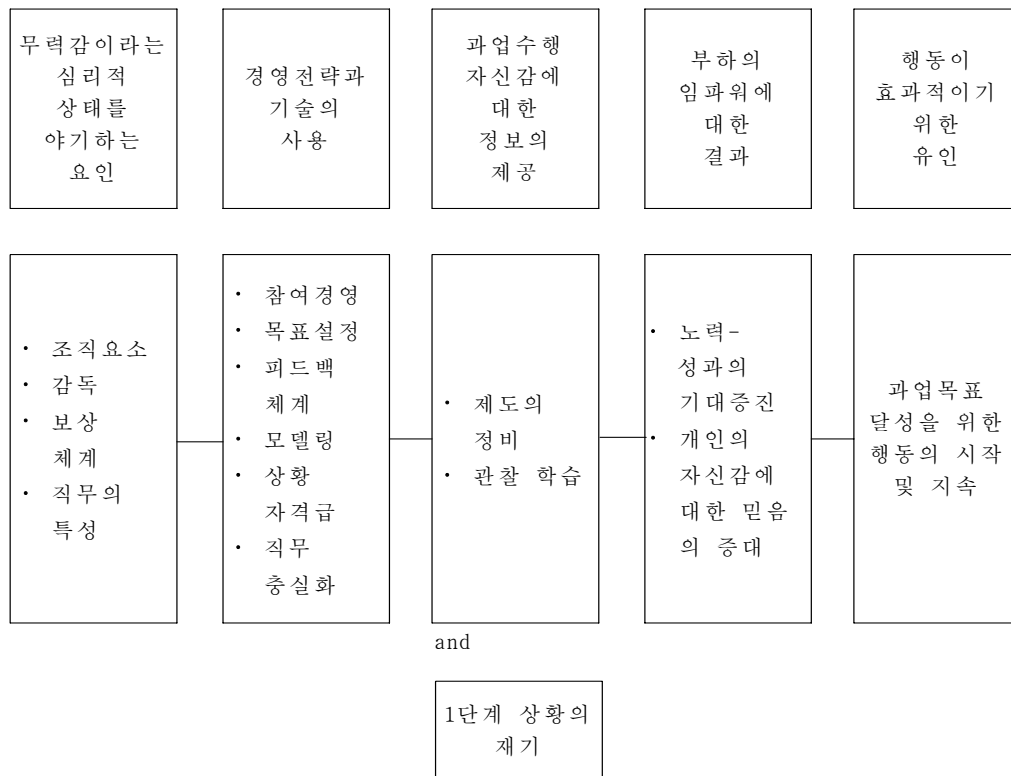 무력감이라는
심리적
상태를
야기하는
요인
경영전략과
기술의
사용
과업수행
자신감에
대한
정보의
제공
부하의
임파워에
대한
결과
행동이
효과적이기
위한
유인
· 조직요소
· 감독
· 보상
체계
· 직무의
특성
· 참여경영
· 목표설정
· 피드백
체계
· 모델링
· 상황
자격급
· 직무
충실화
· 제도의
정비
· 관찰 학습
· 노력-
성과의
기대증진
· 개인의
자신감에
대한 믿음
의 증대
과업목표
달성을 위한
행동의 시작
및 지속
and
1단계 상황의
재기